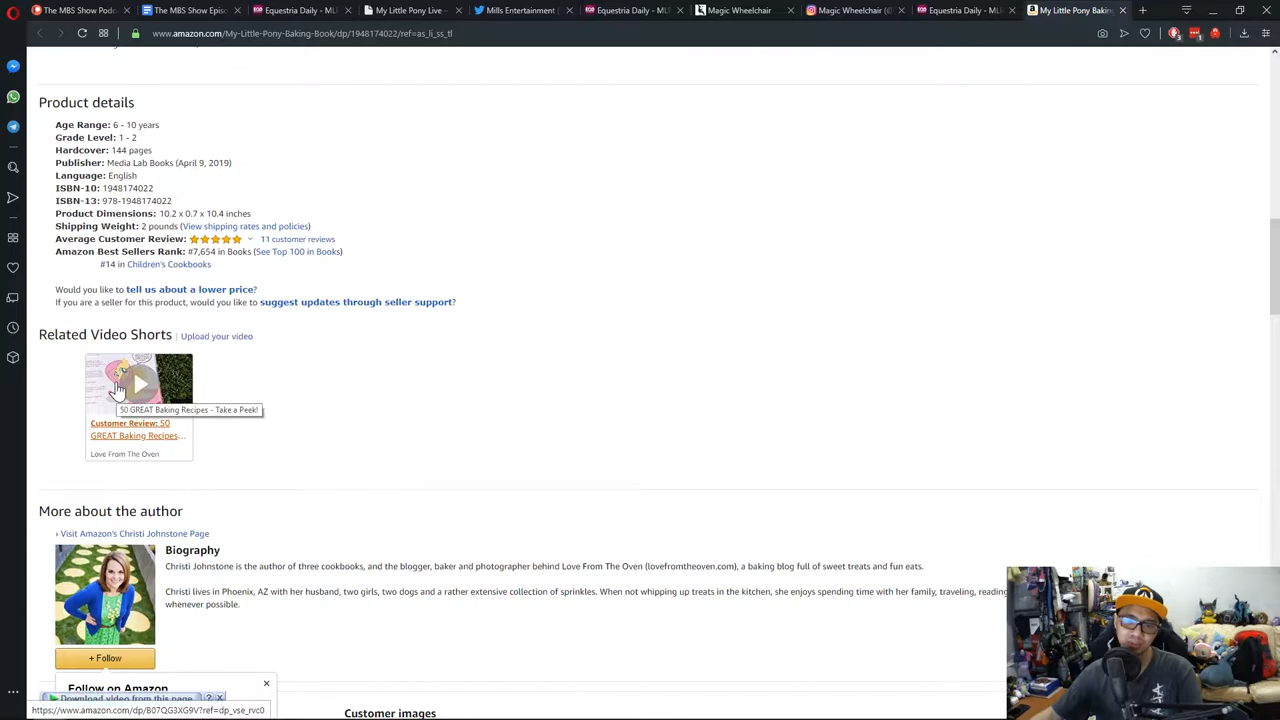 The MBS Show Podc
The MBS Show Episod
Equestria Daily - MLP
My Little Pony Live –
Mills Entertainment (
Equestria Daily - MLP
Magic Wheelchair
Magic Wheelchair (
Equestria Daily - MLP
My Little Pony Baking
www.amazon.com/My-Little-Pony-Baking-Book/dp/1948174022/ref=as_li_ss_tl
Product details
Age Range: 6 - 10 years
Grade Level: 1 - 2
Hardcover: 144 pages
Publisher: Media Lab Books (April 9, 2019)
Language: English
ISBN-10: 1948174022
ISBN-13: 978-1948174022
Product Dimensions: 10.2 x 0.7 x 10.4 inches
Shipping Weight: 2 pounds (View shipping rates and policies)
Average Customer Review: 11 customer reviews
Amazon Best Sellers Rank: #7,654 in Books (See Top 100 in Books)
#14 in Children's Cookbooks
Would you like to tell us about a lower price?
If you are a seller for this product, would you like to suggest updates through seller support?
Related Video Shorts | Upload your video
50 GREAT Baking Recipes - Take a Peek!
Customer Review: 50
GREAT Baking Recipes...
Love From The Oven
More about the author
› Visit Amazon's Christi Johnstone Page
Biography
Christi Johnstone is the author of three cookbooks, and the blogger, baker and photographer behind Love From The Oven (lovefromtheoven.com), a baking blog full of sweet treats and fun eats.
Christi lives in Phoenix, AZ with her husband, two girls, two dogs and a rather extensive collection of sprinkles. When not whipping up treats in the kitchen, she enjoys spending time with her family, traveling, reading
whenever possible.
+ Follow
Follow on Amazon
Download video from this page ? X
https://www.amazon.com/dp/B07QG3XG9V?ref=dp_vse_rvc0
Customer images